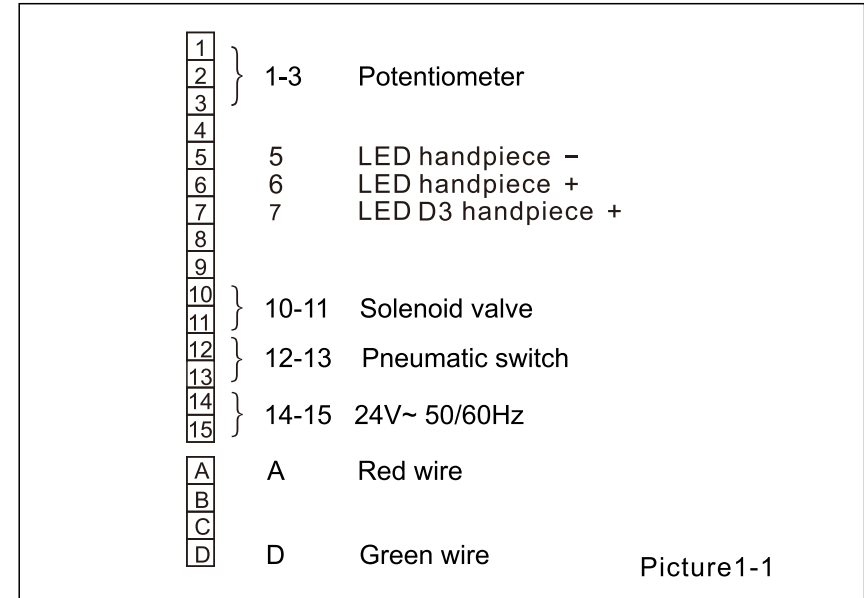 1
2 1-3 Potentiometer
3
4
5 5 LED handpiece −
6 6 LED handpiece +
7 7 LED D3 handpiece +
8
9
10
10-11 Solenoid valve
11
12
12-13 Pneumatic switch
13
14
14-15 24V~ 50/60Hz
15
A A Red wire
B
C
D D Green wire
Picture1-1